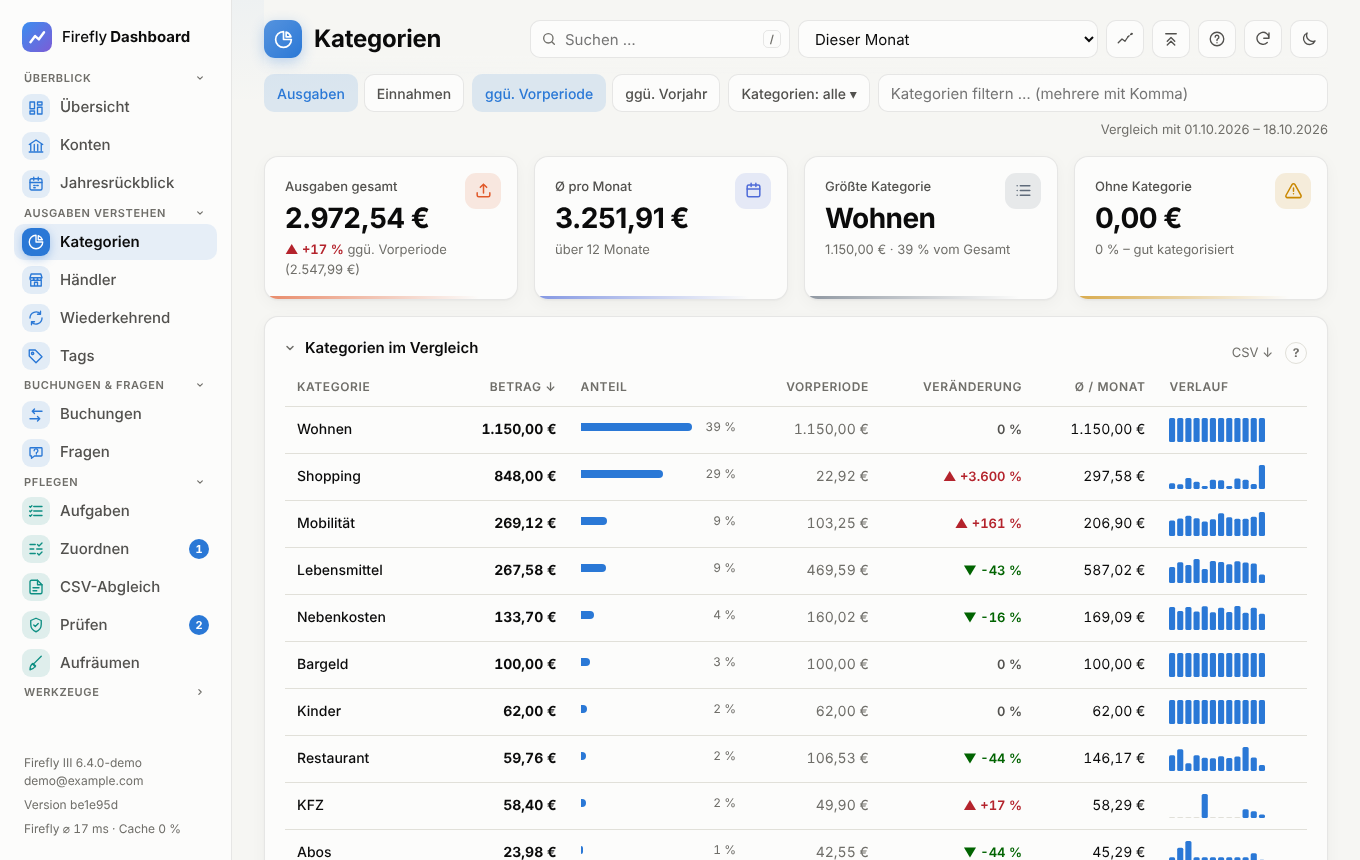 Firefly Dashboard
ÜBERBLICK
Übersicht
Konten
Jahresrückblick
AUSGABEN VERSTEHEN
Kategorien
Händler
Wiederkehrend
Tags
BUCHUNGEN & FRAGEN
Buchungen
Fragen
PFLEGEN
Aufgaben
Zuordnen 1
CSV-Abgleich
Prüfen 2
Aufräumen
WERKZEUGE
Firefly III 6.4.0-demo
demo@example.com
Version be1e95d
Firefly ⌀ 17 ms · Cache 0 %
Kategorien
Suchen ... /
Dieser Monat
Ausgaben Einnahmen ggü. Vorperiode ggü. Vorjahr Kategorien: alle ▾ Kategorien filtern ... (mehrere mit Komma)
Vergleich mit 01.10.2026 – 18.10.2026
Ausgaben gesamt
2.972,54 €
▲ +17 % ggü. Vorperiode
(2.547,99 €)
Ø pro Monat
3.251,91 €
über 12 Monate
Größte Kategorie
Wohnen
1.150,00 € · 39 % vom Gesamt
Ohne Kategorie
0,00 €
0 % – gut kategorisiert
Kategorien im Vergleich
CSV ↓ ?
KATEGORIE BETRAG ↓ ANTEIL VORPERIODE VERÄNDERUNG Ø / MONAT VERLAUF
Wohnen 1.150,00 € 39 % 1.150,00 € 0 % 1.150,00 €
Shopping 848,00 € 29 % 22,92 € ▲ +3.600 % 297,58 €
Mobilität 269,12 € 9 % 103,25 € ▲ +161 % 206,90 €
Lebensmittel 267,58 € 9 % 469,59 € ▼ -43 % 587,02 €
Nebenkosten 133,70 € 4 % 160,02 € ▼ -16 % 169,09 €
Bargeld 100,00 € 3 % 100,00 € 0 % 100,00 €
Kinder 62,00 € 2 % 62,00 € 0 % 62,00 €
Restaurant 59,76 € 2 % 106,53 € ▼ -44 % 146,17 €
KFZ 58,40 € 2 % 49,90 € ▲ +17 % 58,29 €
Abos 23,98 € 1 % 42,55 € ▼ -44 % 45,29 €